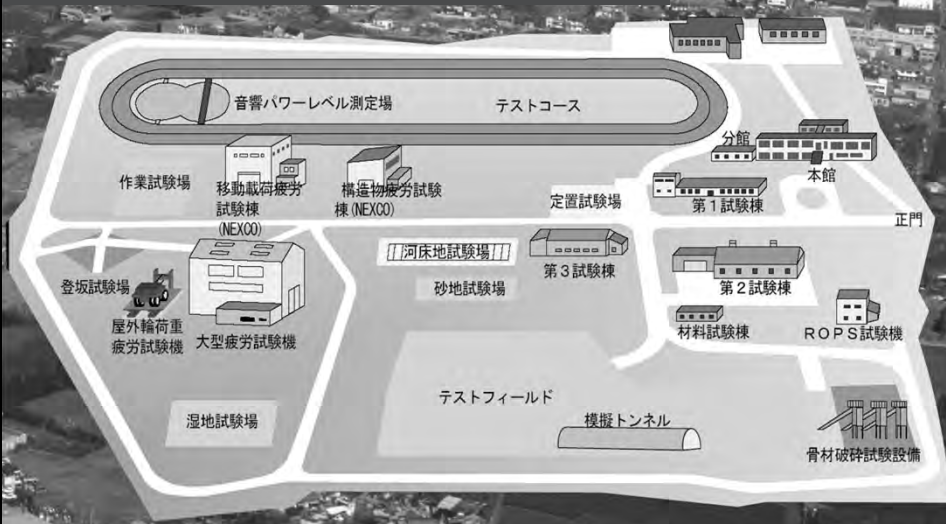 音響パワーレベル測定場
テストコース
分館
本館
作業試験場
移動載荷疲労
試験棟
(NEXCO)
構造物疲労試験
棟(NEXCO)
定置試験場
第1試験棟
正門
河床地試験場
第3試験棟
第2試験棟
登坂試験場
砂地試験場
屋外輪荷重
疲労試験機
大型疲労試験機
材料試験棟
ROPS試験機
テストフィールド
湿地試験場
模擬トンネル
骨材破砕試験設備